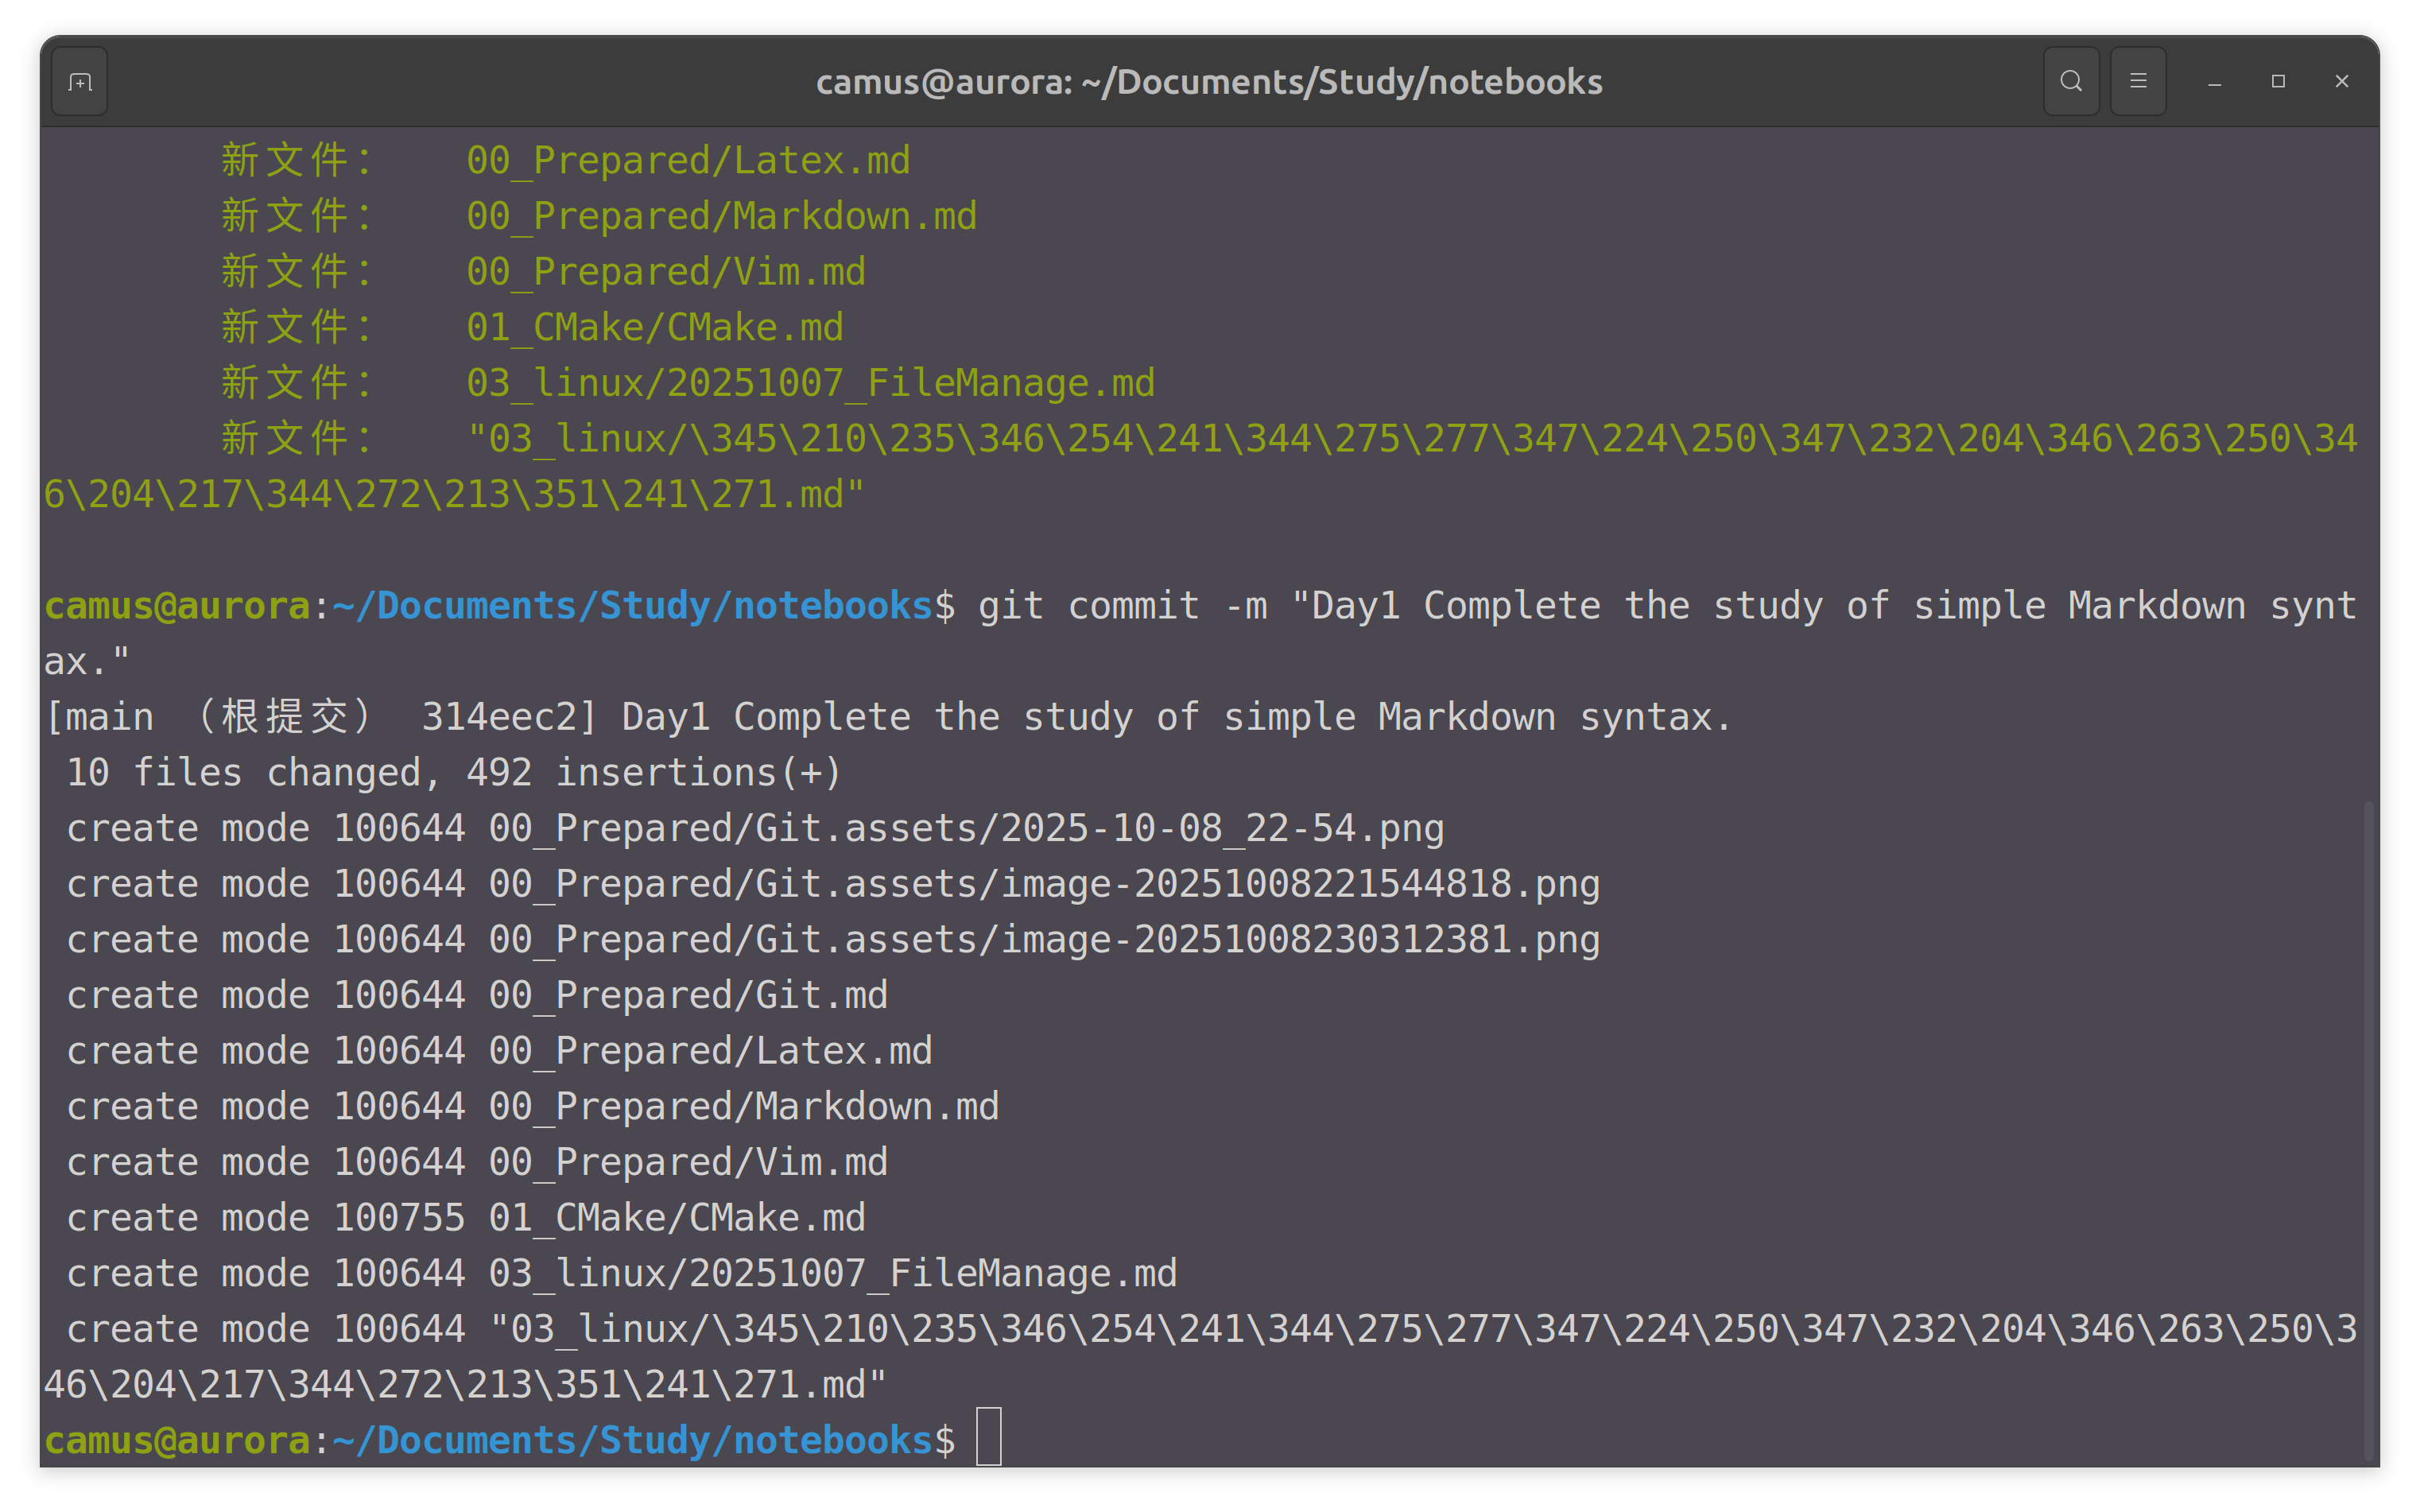 camus@aurora: ~/Documents/Study/notebooks
新文件：   00_Prepared/Latex.md
新文件：   00_Prepared/Markdown.md
新文件：   00_Prepared/Vim.md
新文件：   01_CMake/CMake.md
新文件：   03_linux/20251007_FileManage.md
新文件：   "03_linux/\345\210\235\346\254\241\344\275\277\347\224\250\347\232\204\346\263\250\34
6\204\217\344\272\213\351\241\271.md"
camus@aurora:~/Documents/Study/notebooks$ git commit -m "Day1 Complete the study of simple Markdown synt
ax."
[main （根提交） 314eec2] Day1 Complete the study of simple Markdown syntax.
 10 files changed, 492 insertions(+)
 create mode 100644 00_Prepared/Git.assets/2025-10-08_22-54.png
 create mode 100644 00_Prepared/Git.assets/image-20251008221544818.png
 create mode 100644 00_Prepared/Git.assets/image-20251008230312381.png
 create mode 100644 00_Prepared/Git.md
 create mode 100644 00_Prepared/Latex.md
 create mode 100644 00_Prepared/Markdown.md
 create mode 100644 00_Prepared/Vim.md
 create mode 100755 01_CMake/CMake.md
 create mode 100644 03_linux/20251007_FileManage.md
 create mode 100644 "03_linux/\345\210\235\346\254\241\344\275\277\347\224\250\347\232\204\346\263\250\3
46\204\217\344\272\213\351\241\271.md"
camus@aurora:~/Documents/Study/notebooks$